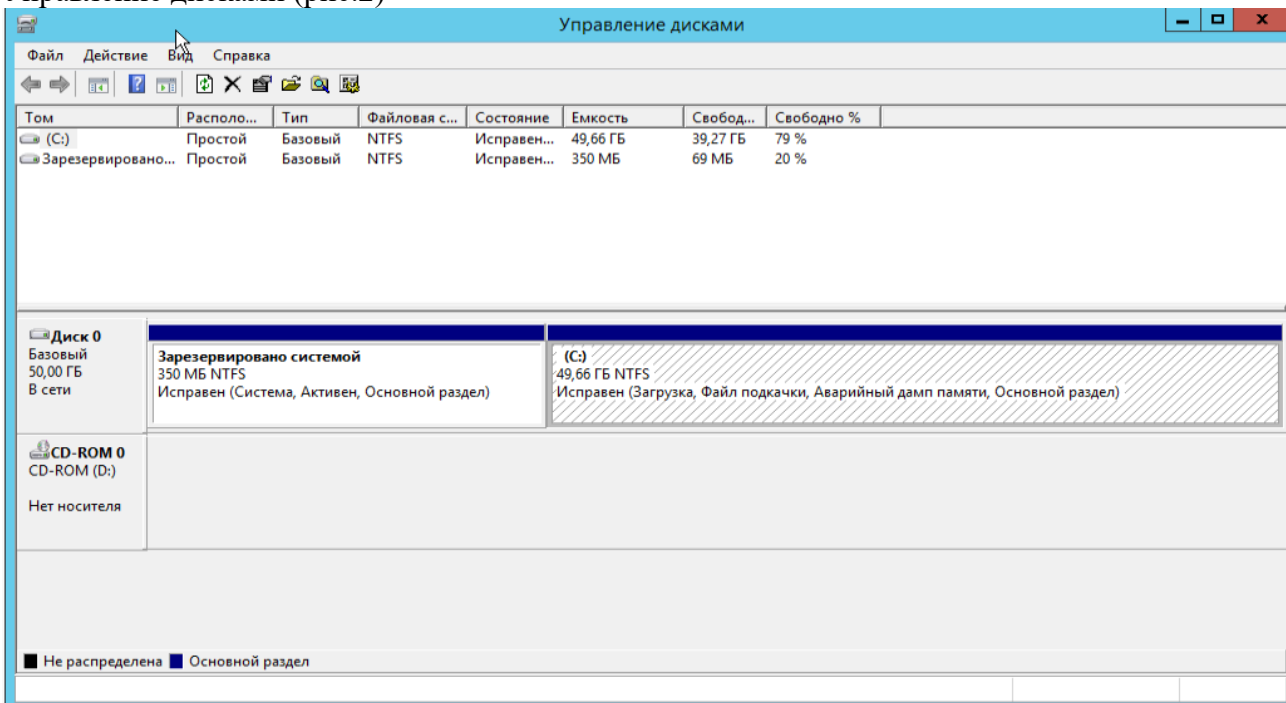 Управление дисками (рис.2)
Управление дисками
Файл Действие Вид Справка
Том Располо... Тип Файловая с... Состояние Емкость Свобод... Свободно %
(C:) Простой Базовый NTFS Исправен... 49,66 ГБ 39,27 ГБ 79 %
Зарезервировано... Простой Базовый NTFS Исправен... 350 МБ 69 МБ 20 %
Диск 0
Базовый
50,00 ГБ
В сети
Зарезервировано системой
350 МБ NTFS
Исправен (Система, Активен, Основной раздел)
(C:)
49,66 ГБ NTFS
Исправен (Загрузка, Файл подкачки, Аварийный дамп памяти, Основной раздел)
CD-ROM 0
CD-ROM (D:)
Нет носителя
Не распределена Основной раздел